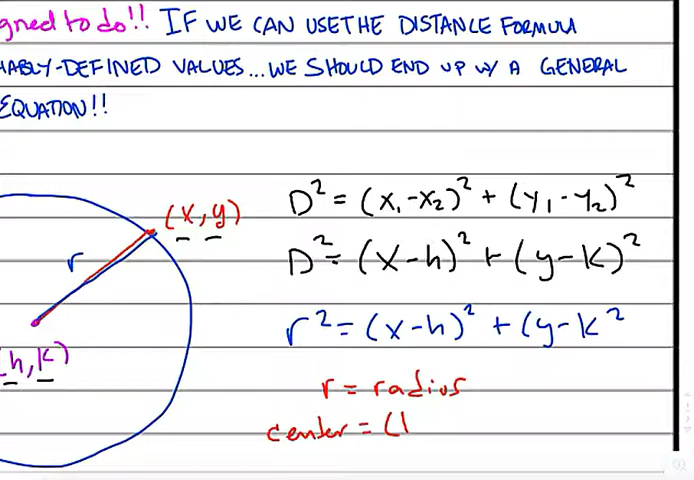 gned to do!! IF WE CAN USE THE DISTANCE FORMULA
ABLY-DEFINED VALUES...WE SHOULD END UP W/ A GENERAL
EQUATION!!
(x,y)
r
(h,k)
D² = (x₁-x₂)² + (y₁-y₂)²
D² = (x-h)² + (y-k)²
r² = (x-h)² + (y-k²
r = radius
center = (